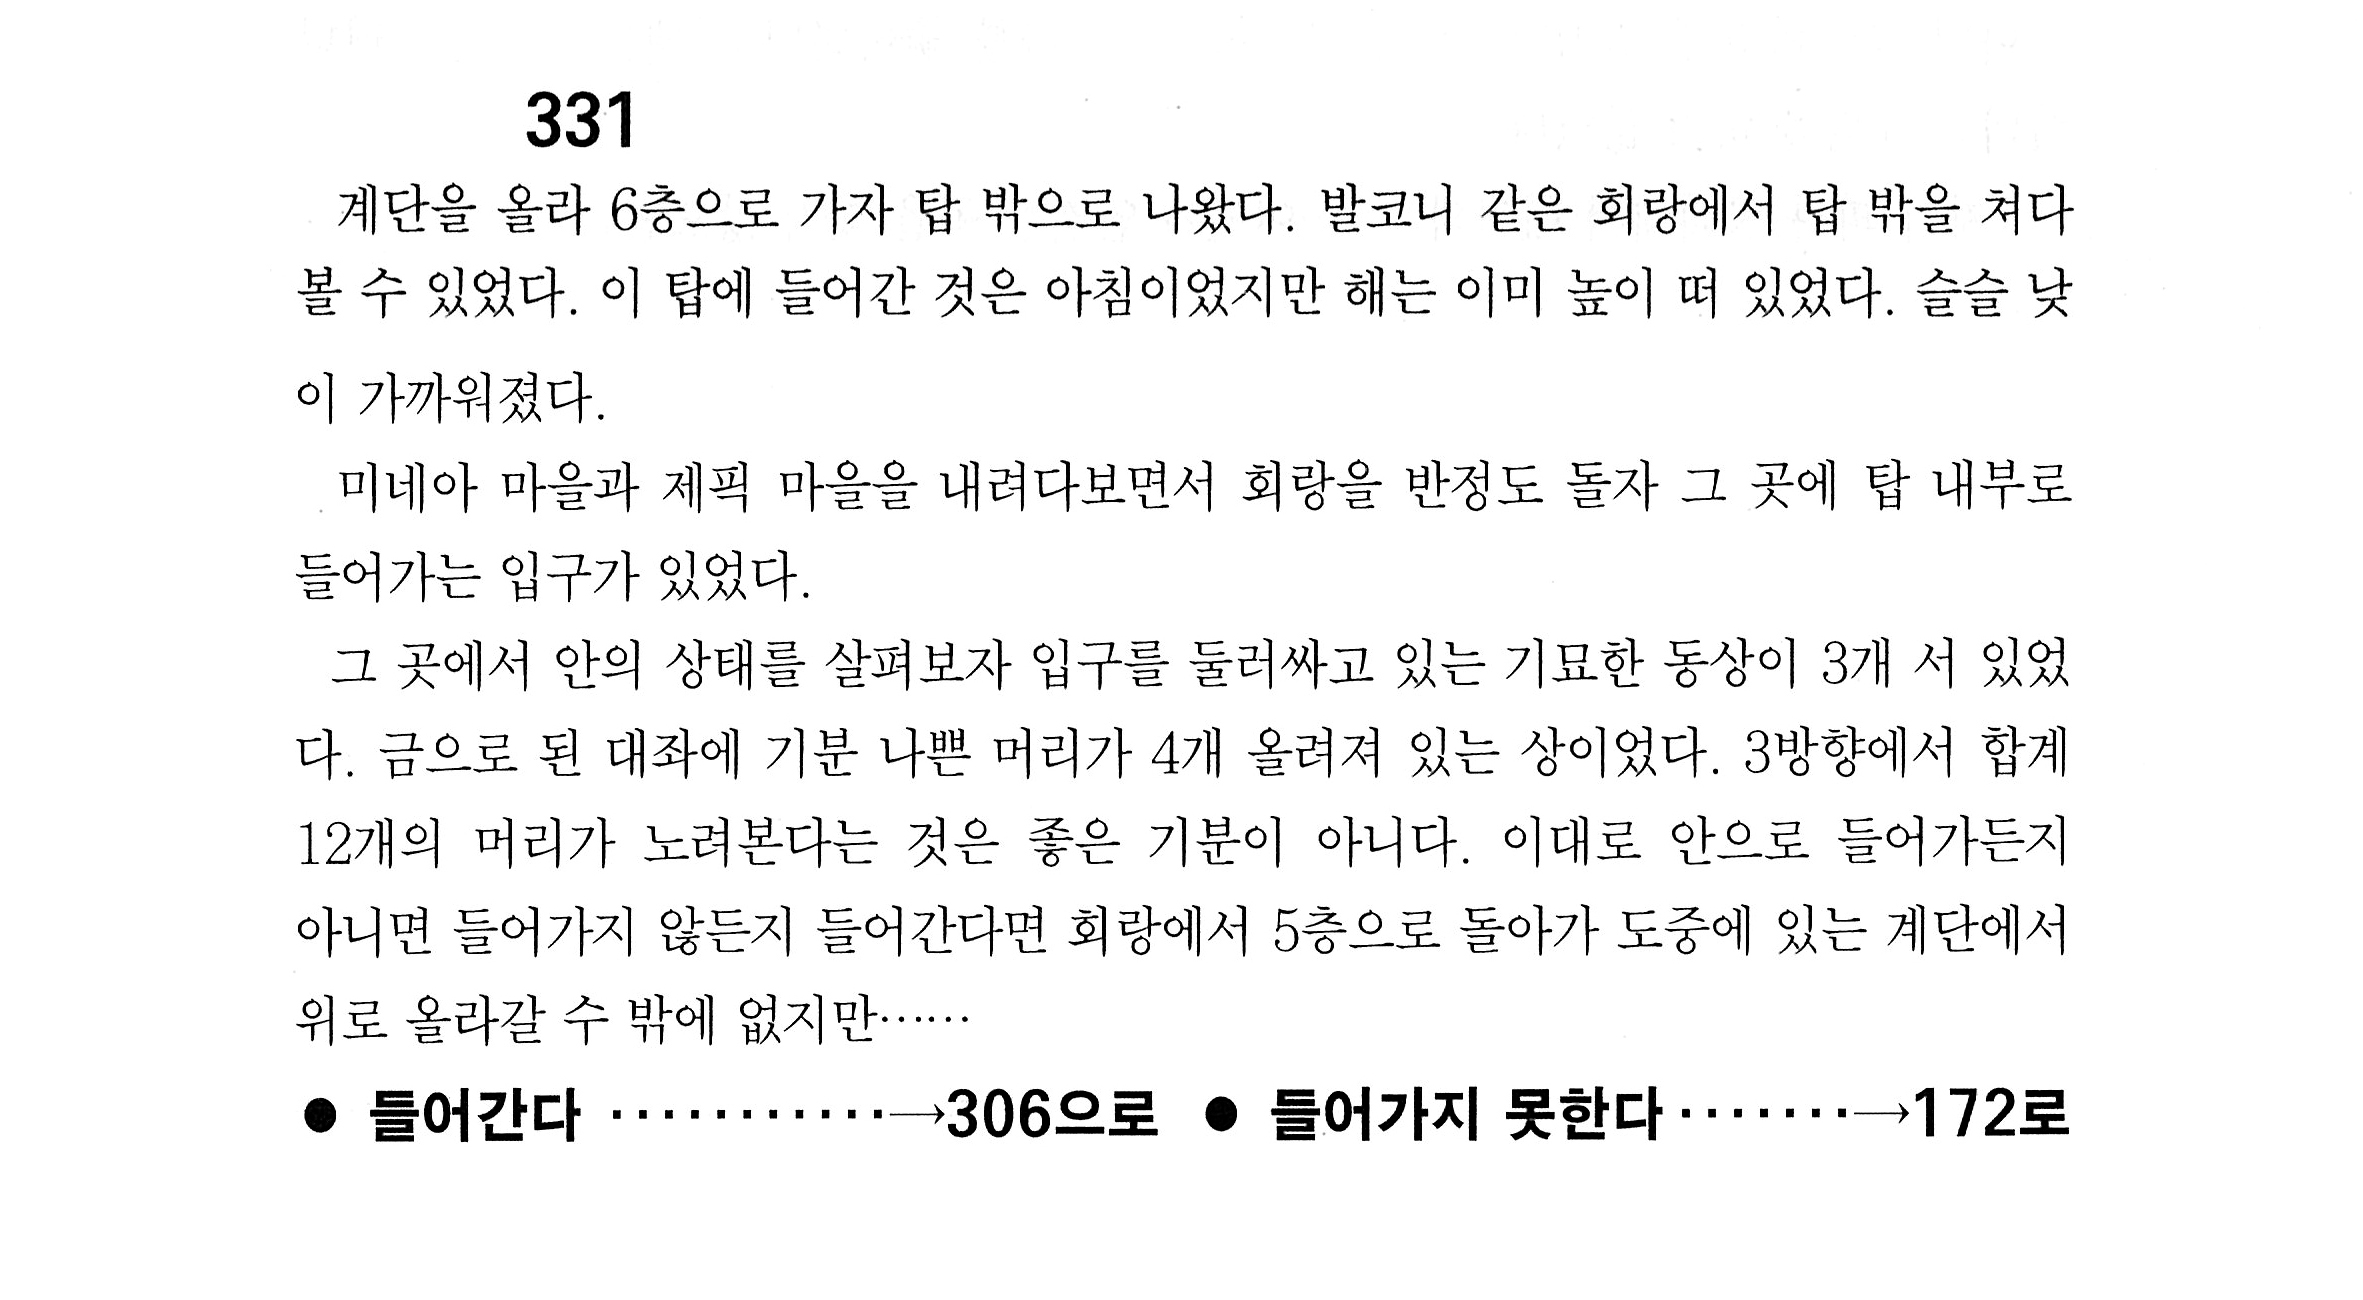 331
계단을 올라 6층으로 가자 탑 밖으로 나왔다. 발코니 같은 회랑에서 탑 밖을 쳐다
볼 수 있었다. 이 탑에 들어간 것은 아침이었지만 해는 이미 높이 떠 있었다. 슬슬 낮
이 가까워졌다.
미네아 마을과 제픽 마을을 내려다보면서 회랑을 반정도 돌자 그 곳에 탑 내부로
들어가는 입구가 있었다.
그 곳에서 안의 상태를 살펴보자 입구를 둘러싸고 있는 기묘한 동상이 3개 서 있었
다. 금으로 된 대좌에 기분 나쁜 머리가 4개 올려져 있는 상이었다. 3방향에서 합계
12개의 머리가 노려본다는 것은 좋은 기분이 아니다. 이대로 안으로 들어가든지
아니면 들어가지 않든지 들어간다면 회랑에서 5층으로 돌아가 도중에 있는 계단에서
위로 올라갈 수 밖에 없지만……
● 들어간다 ···········→306으로 ● 들어가지 못한다·······→172로